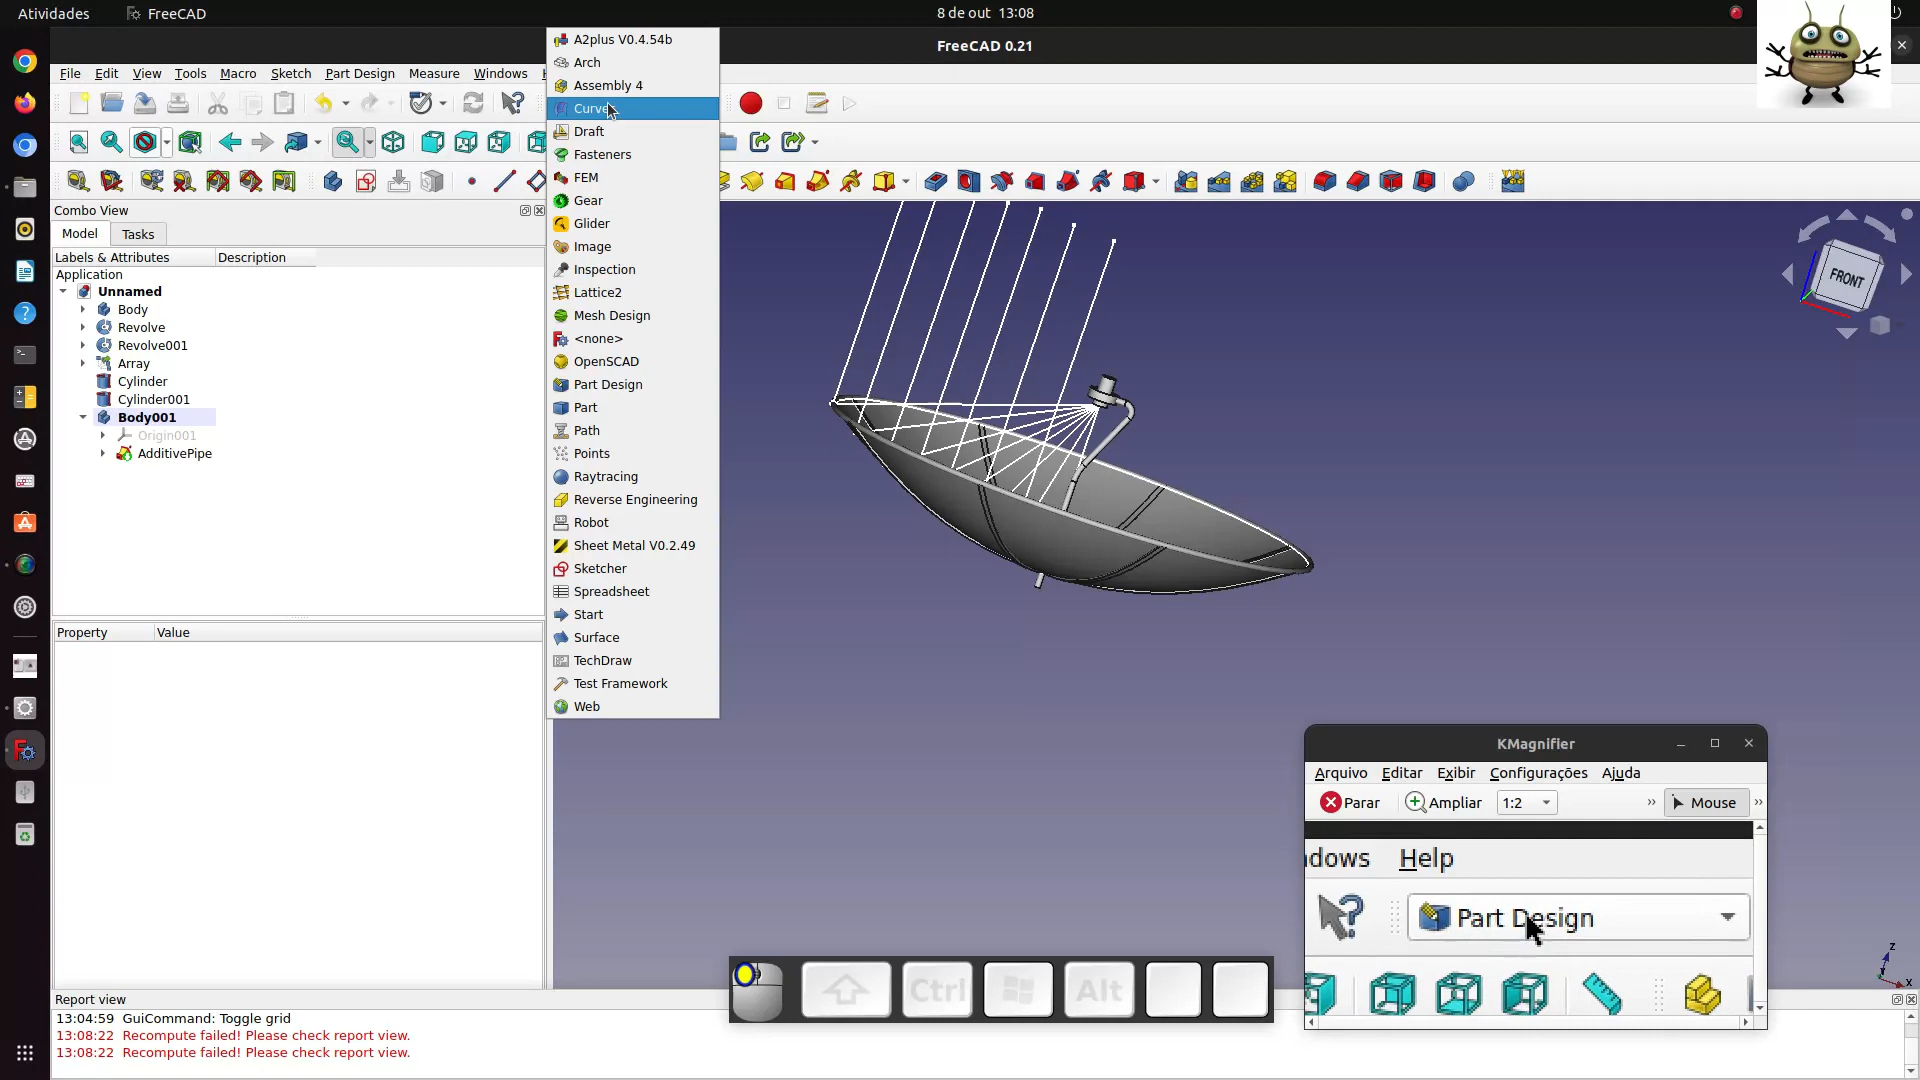 Atividades
FreeCAD
8 de out 13:08
FreeCAD 0.21
File Edit View Tools Macro Sketch Part Design Measure Windows
A2plus V0.4.54b
Arch
Assembly 4
Curves
Draft
Fasteners
FEM
Gear
Glider
Image
Inspection
Lattice2
Mesh Design
<none>
OpenSCAD
Part Design
Part
Path
Points
Raytracing
Reverse Engineering
Robot
Sheet Metal V0.2.49
Sketcher
Spreadsheet
Start
Surface
TechDraw
Test Framework
Web
Combo View
Model Tasks
Labels & Attributes Description
Application
Unnamed
Body
Revolve
Revolve001
Array
Cylinder
Cylinder001
Body001
Origin001
AdditivePipe
Property Value
FRONT
Z
X
KMagnifier
Arquivo Editar Exibir Configurações Ajuda
Parar Ampliar 1:2 » Mouse »
dows Help
Part Design
Ctrl Alt
Report view
13:04:59 GuiCommand: Toggle grid
13:08:22 Recompute failed! Please check report view.
13:08:22 Recompute failed! Please check report view.